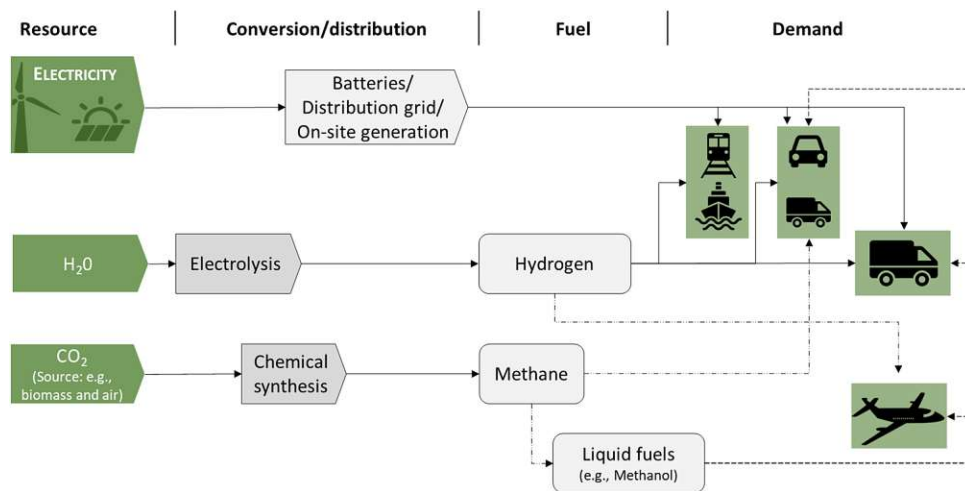 Resource
Conversion/distribution
Fuel
Demand
ELECTRICITY
Batteries/
Distribution grid/
On-site generation
H₂0
Electrolysis
Hydrogen
CO₂
(Source: e.g.,
biomass and air)
Chemical
synthesis
Methane
Liquid fuels
(e.g., Methanol)